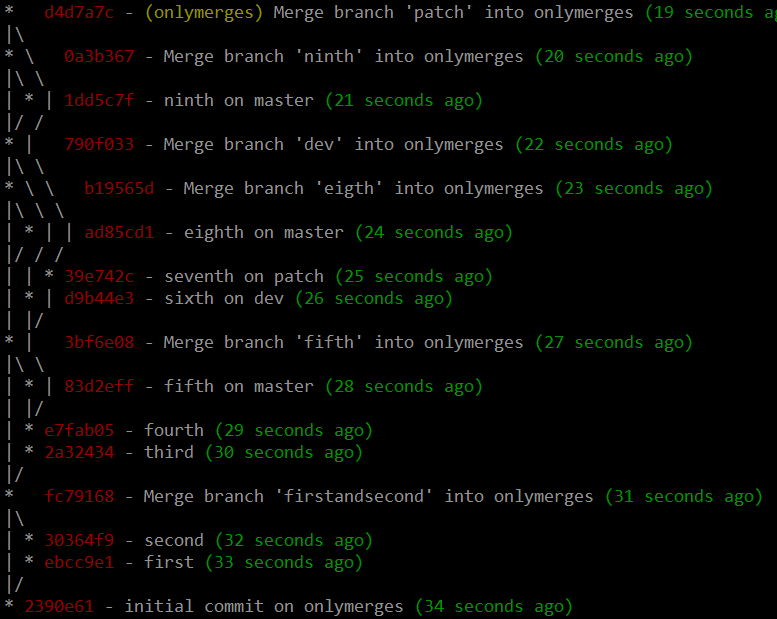 *   d4d7a7c - (onlymerges) Merge branch 'patch' into onlymerges (19 seconds
|\
* \   0a3b367 - Merge branch 'ninth' into onlymerges (20 seconds ago)
|\ \
| * | 1dd5c7f - ninth on master (21 seconds ago)
|/ /
* |   790f033 - Merge branch 'dev' into onlymerges (22 seconds ago)
|\ \
* \ \   b19565d - Merge branch 'eigth' into onlymerges (23 seconds ago)
|\ \ \
| * | | ad85cd1 - eighth on master (24 seconds ago)
|/ / /
| | * 39e742c - seventh on patch (25 seconds ago)
| * | d9b44e3 - sixth on dev (26 seconds ago)
| |/
* |   3bf6e08 - Merge branch 'fifth' into onlymerges (27 seconds ago)
|\ \
| * | 83d2eff - fifth on master (28 seconds ago)
| |/
| * e7fab05 - fourth (29 seconds ago)
| * 2a32434 - third (30 seconds ago)
|/
*   fc79168 - Merge branch 'firstandsecond' into onlymerges (31 seconds ago)
|\
| * 30364f9 - second (32 seconds ago)
| * ebcc9e1 - first (33 seconds ago)
|/
* 2390e61 - initial commit on onlymerges (34 seconds ago)